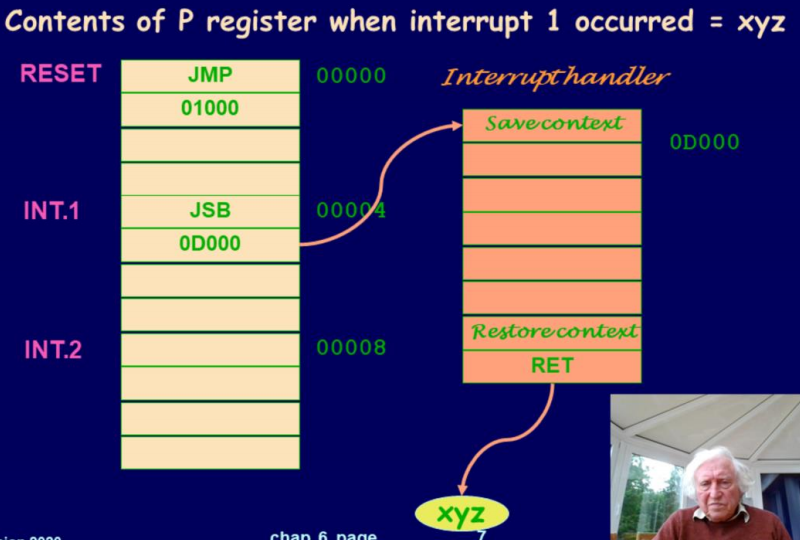 Contents of P register when interrupt 1 occurred = xyz
RESET
JMP
00000
01000
INT.1
JSB
00004
0D000
INT.2
00008
Interrupt handler
Save context
0D000
Restore context
RET
xyz
2020
chap 6 page
7